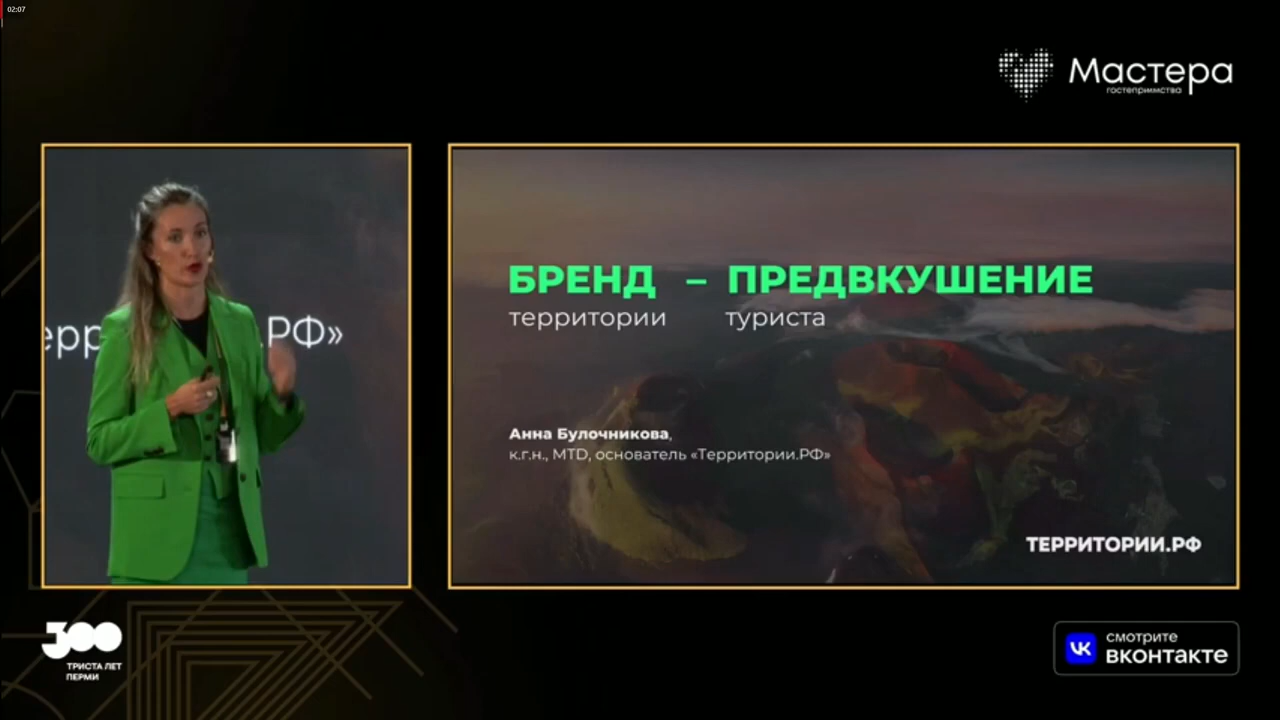 02:07
Мастера
гостеприимства
ерр .РФ»
БРЕНД – ПРЕДВКУШЕНИЕ
территории туриста
Анна Булочникова,
к.г.н., MTD, основатель «Территории.РФ»
ТЕРРИТОРИИ.РФ
300
ТРИСТА ЛЕТ
ПЕРМИ
смотрите
вконтакте